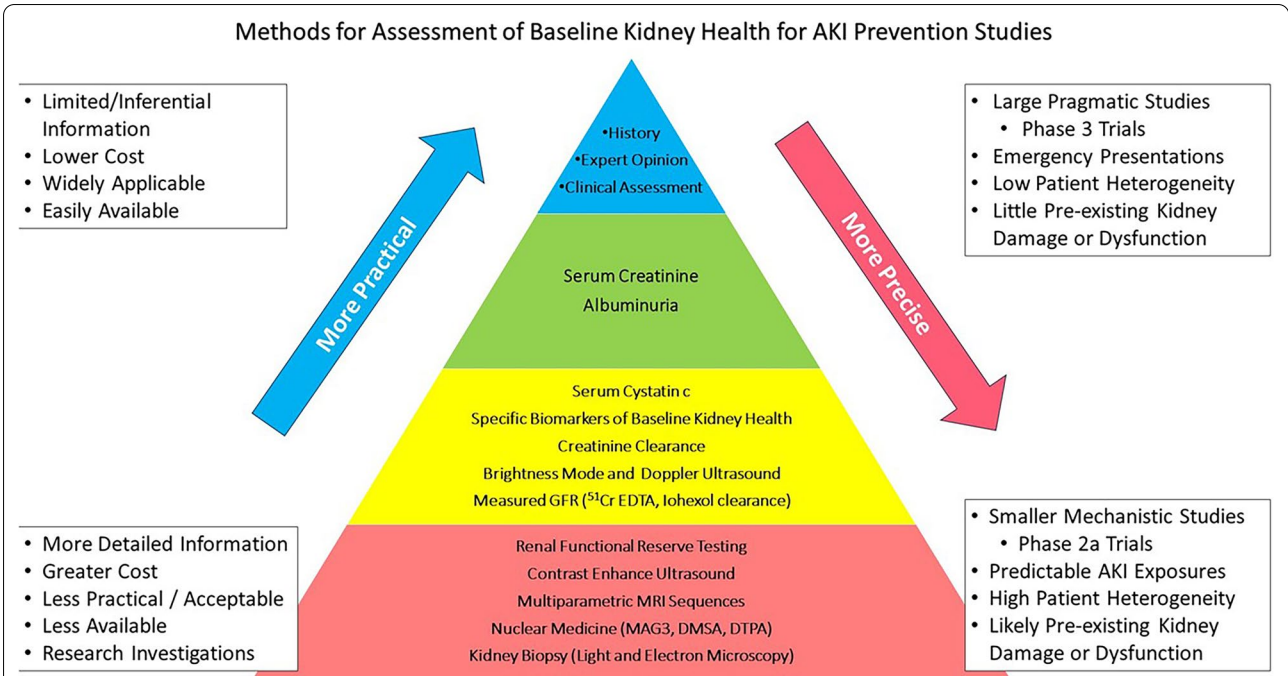 Methods for Assessment of Baseline Kidney Health for AKI Prevention Studies
• Limited/Inferential
Information
• Lower Cost
• Widely Applicable
• Easily Available
More Practical
•History
•Expert Opinion
•Clinical Assessment
More Precise
• Large Pragmatic Studies
• Phase 3 Trials
• Emergency Presentations
• Low Patient Heterogeneity
• Little Pre-existing Kidney
Damage or Dysfunction
Serum Creatinine
Albuminuria
Serum Cystatin c
Specific Biomarkers of Baseline Kidney Health
Creatinine Clearance
Brightness Mode and Doppler Ultrasound
Measured GFR (⁵¹Cr EDTA, Iohexol clearance)
• More Detailed Information
• Greater Cost
• Less Practical / Acceptable
• Less Available
• Research Investigations
Renal Functional Reserve Testing
Contrast Enhance Ultrasound
Multiparametric MRI Sequences
Nuclear Medicine (MAG3, DMSA, DTPA)
Kidney Biopsy (Light and Electron Microscopy)
• Smaller Mechanistic Studies
• Phase 2a Trials
• Predictable AKI Exposures
• High Patient Heterogeneity
• Likely Pre-existing Kidney
Damage or Dysfunction